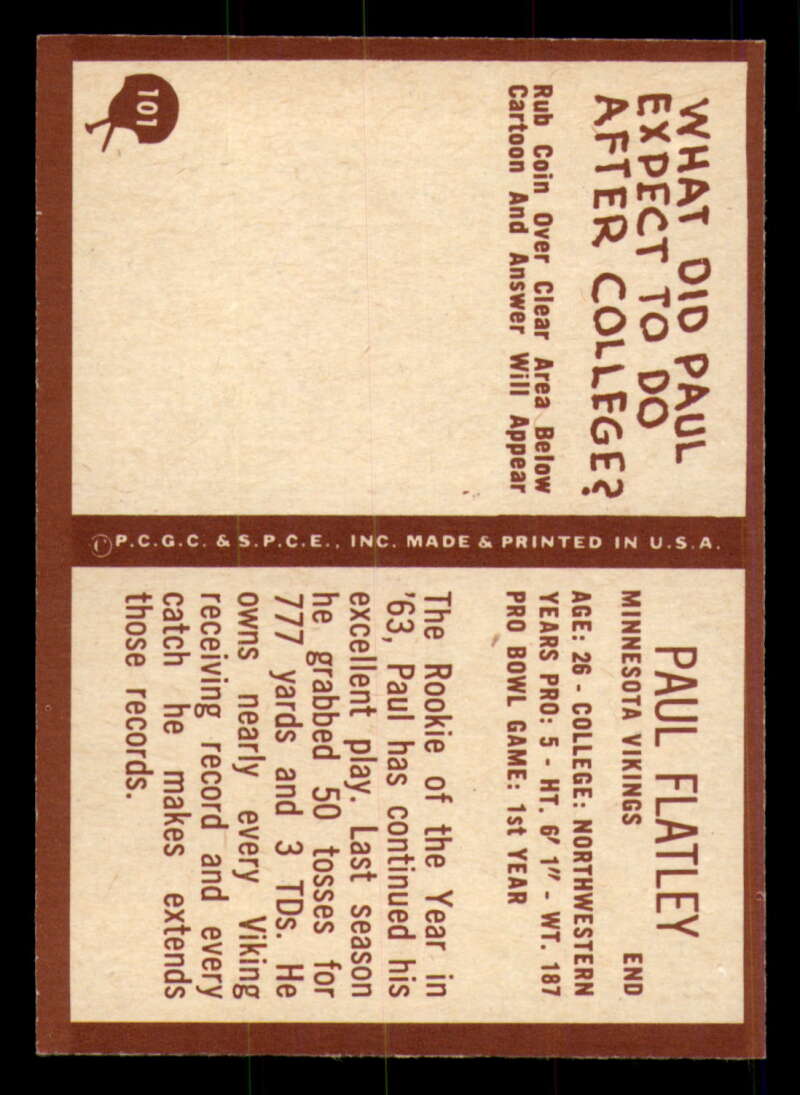 101
WHAT DID PAUL
EXPECT TO DO
AFTER COLLEGE?
Rub Coin Over Clear Area Below
Cartoon And Answer Will Appear
©P.C.G.C. & S.P.C.E., INC. MADE & PRINTED IN U.S.A.
PAUL FLATLEY
MINNESOTA VIKINGS END
AGE: 26 - COLLEGE: NORTHWESTERN
YEARS PRO: 5 - HT. 6' 1" - WT. 187
PRO BOWL GAME: 1st YEAR
The Rookie of the Year in
'63, Paul has continued his
excellent play. Last season
he grabbed 50 tosses for
777 yards and 3 TDs. He
owns nearly every Viking
receiving record and every
catch he makes extends
those records.